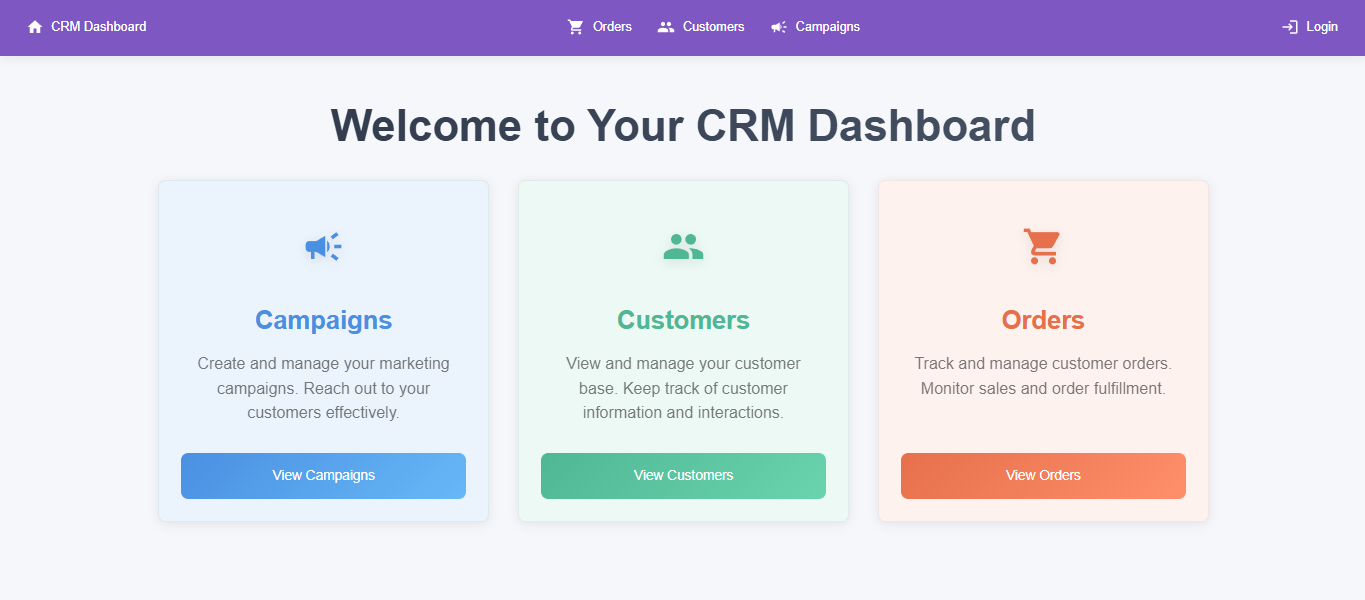 CRM Dashboard
Orders
Customers
Campaigns
Login
Welcome to Your CRM Dashboard
Campaigns
Create and manage your marketing
campaigns. Reach out to your
customers effectively.
View Campaigns
Customers
View and manage your customer
base. Keep track of customer
information and interactions.
View Customers
Orders
Track and manage customer orders.
Monitor sales and order fulfillment.
View Orders